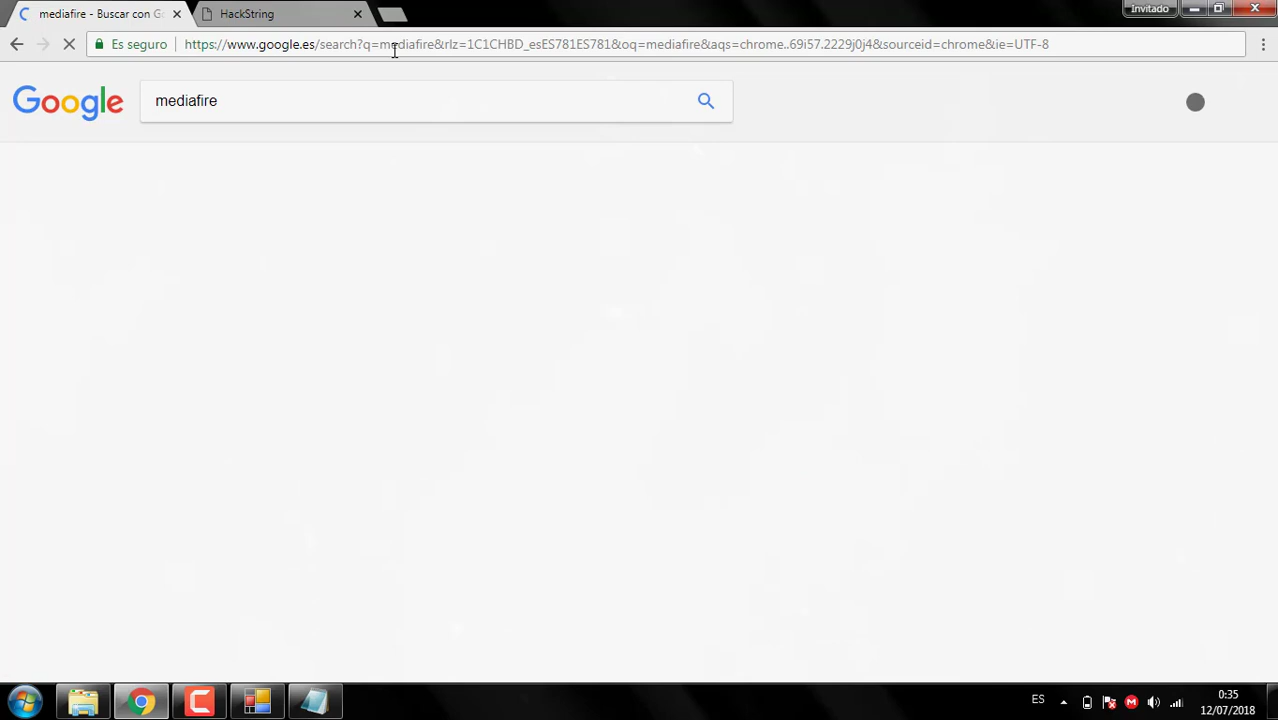 mediafire - Buscar con Go
HackString
Invitado
Es seguro
https://www.google.es/search?q=mediafire&rlz=1C1CHBD_esES781ES781&oq=mediafire&aqs=chrome..69i57.2229j0j4&sourceid=chrome&ie=UTF-8
Google
mediafire
ES
0:35
12/07/2018